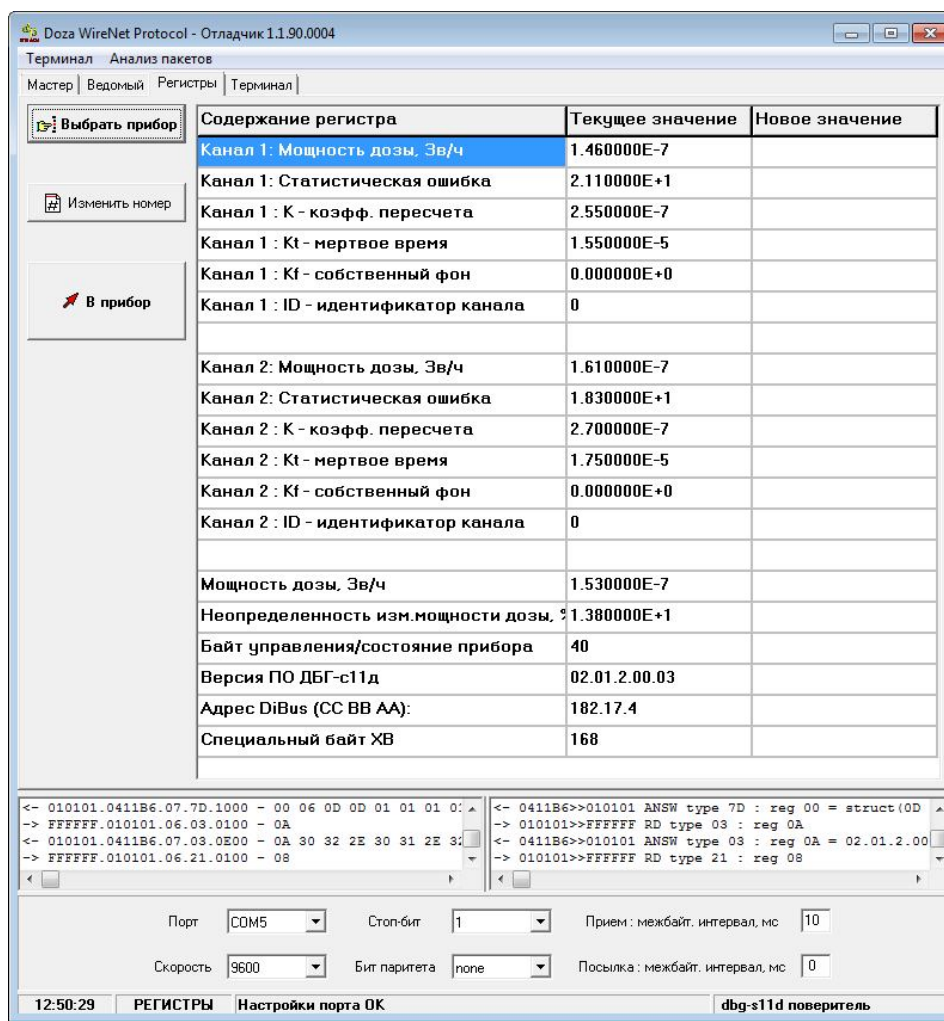 Doza WireNet Protocol - Отладчик 1.1.90.0004
Терминал Анализ пакетов
Мастер Ведомый Регистры Терминал
Выбрать прибор
Изменить номер
В прибор
Содержание регистра Текущее значение Новое значение
Канал 1: Мощность дозы, Зв/ч 1.460000E-7
Канал 1: Статистическая ошибка 2.110000E+1
Канал 1 : К - коэфф. пересчета 2.550000E-7
Канал 1 : Kt - мертвое время 1.550000E-5
Канал 1 : Kf - собственный фон 0.000000E+0
Канал 1 : ID - идентификатор канала 0
Канал 2: Мощность дозы, Зв/ч 1.610000E-7
Канал 2: Статистическая ошибка 1.830000E+1
Канал 2 : К - коэфф. пересчета 2.700000E-7
Канал 2 : Kt - мертвое время 1.750000E-5
Канал 2 : Kf - собственный фон 0.000000E+0
Канал 2 : ID - идентификатор канала 0
Мощность дозы, Зв/ч 1.530000E-7
Неопределенность изм.мощности дозы, 1.380000E+1
Байт управления/состояние прибора 40
Версия ПО ДБГ-с11д 02.01.2.00.03
Адрес DiBus (CC BB AA): 182.17.4
Специальный байт XB 168
<- 010101.0411B6.07.7D.1000 - 00 06 0D 0D 01 01 01
-> FFFFFF.010101.06.03.0100 - 0A
<- 010101.0411B6.07.03.0E00 - 0A 30 32 2E 30 31 2E
-> FFFFFF.010101.06.21.0100 - 08
<- 0411B6>>010101 ANSW type 7D : reg 00 = struct(0D
-> 010101>>FFFFFF RD type 03 : reg 0A
<- 0411B6>>010101 ANSW type 03 : reg 0A = 02.01.2.00
-> 010101>>FFFFFF RD type 21 : reg 08
Порт COM5 Стоп-бит 1 Прием : межбайт. интервал, мс 10
Скорость 9600 Бит паритета none Посылка : межбайт. интервал, мс 0
12:50:29 РЕГИСТРЫ Настройки порта ОК dbg-s11d поверитель